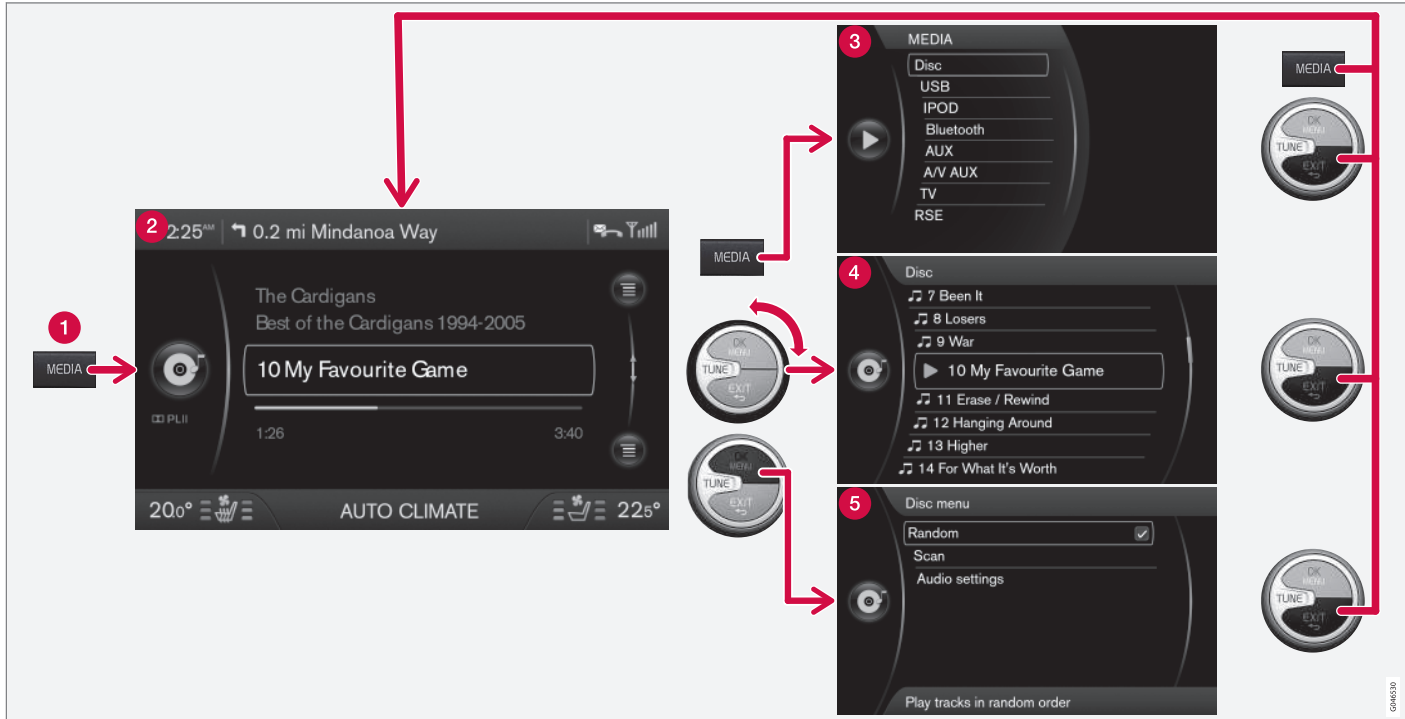 1
MEDIA
2
2:25AM
0.2 mi Mindanoa Way
The Cardigans
Best of the Cardigans 1994-2005
10 My Favourite Game
PLII
1:26
3:40
20.0°
AUTO CLIMATE
22.5°
MEDIA
OK
MENU
TUNE
EXIT
OK
MENU
TUNE
EXIT
3
MEDIA
Disc
USB
IPOD
Bluetooth
AUX
A/V AUX
TV
RSE
4
Disc
7 Been It
8 Losers
9 War
10 My Favourite Game
11 Erase / Rewind
12 Hanging Around
13 Higher
14 For What It's Worth
5
Disc menu
Random
Scan
Audio settings
Play tracks in random order
MEDIA
OK
MENU
TUNE
EXIT
OK
MENU
TUNE
EXIT
OK
MENU
TUNE
EXIT
G046530